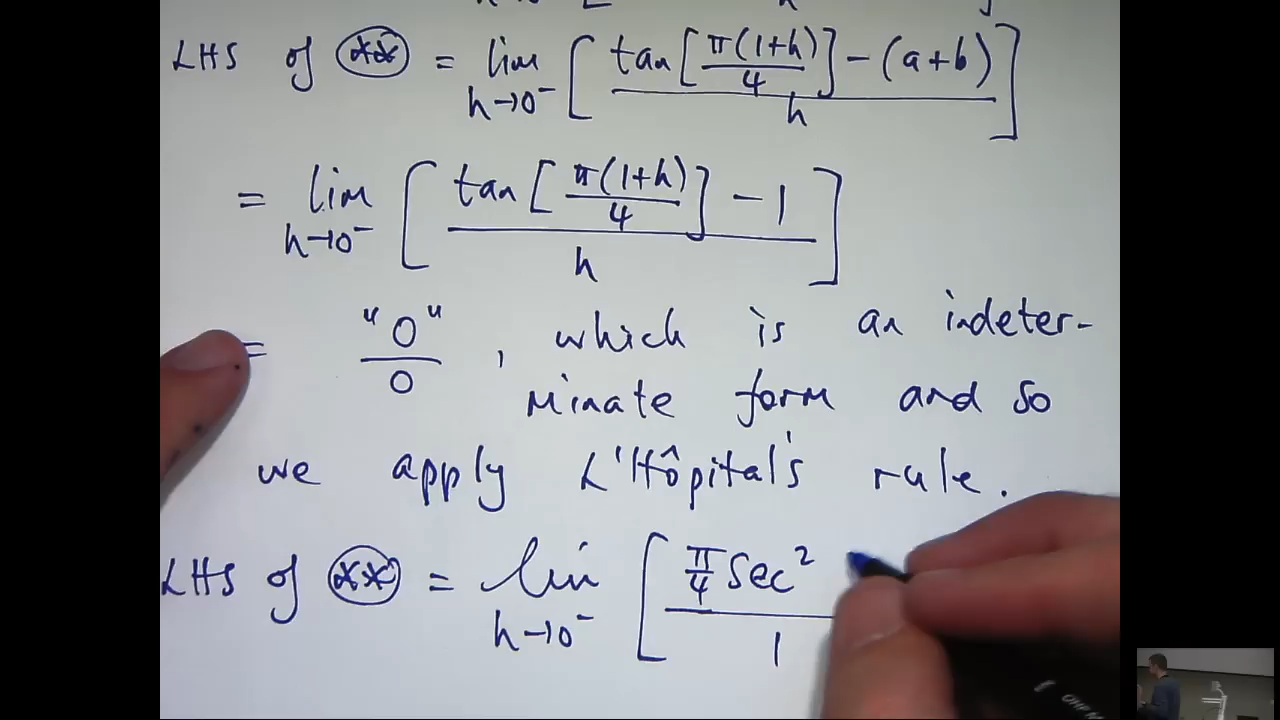 LHS of (**) = lim h→0⁻ [ (tan[π(1+h)/4] - (a+b)) / h ]
= lim h→0⁻ [ (tan[π(1+h)/4] - 1) / h ]
= "0"/0 , which is an indeter-
minate form and so
we apply L'Hôpital's rule.
LHS of (**) = lim h→0⁻ [ π/4 sec² / 1